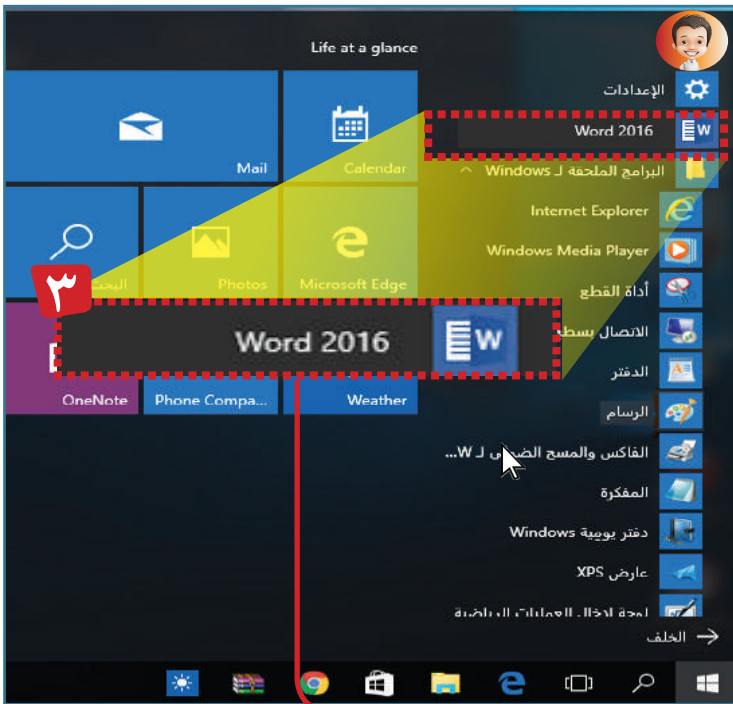 Life at a glance
الإعدادات
Word 2016
البرامج الملحقة لـ Windows
Internet Explorer
Windows Media Player
أداة القطع
الاتصال
الدفتر
الرسام
الفاكس والمسح الضوئي لـ W...
المفكرة
دفتر يومية Windows
عارض XPS
لوحة إدخال العمليات الرياضية
الخلف
Mail
Calendar
البحث
Photos
Microsoft Edge
٣
Word 2016
OneNote
Phone Compa...
Weather